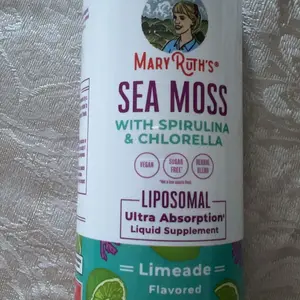 MARY RUTH'S®
SEA MOSS
WITH SPIRULINA
& CHLORELLA
VEGAN
SUGAR FREE*
HERBAL BLEND
LIPOSOMAL
Ultra Absorption†
Liquid Supplement
Limeade
Flavored